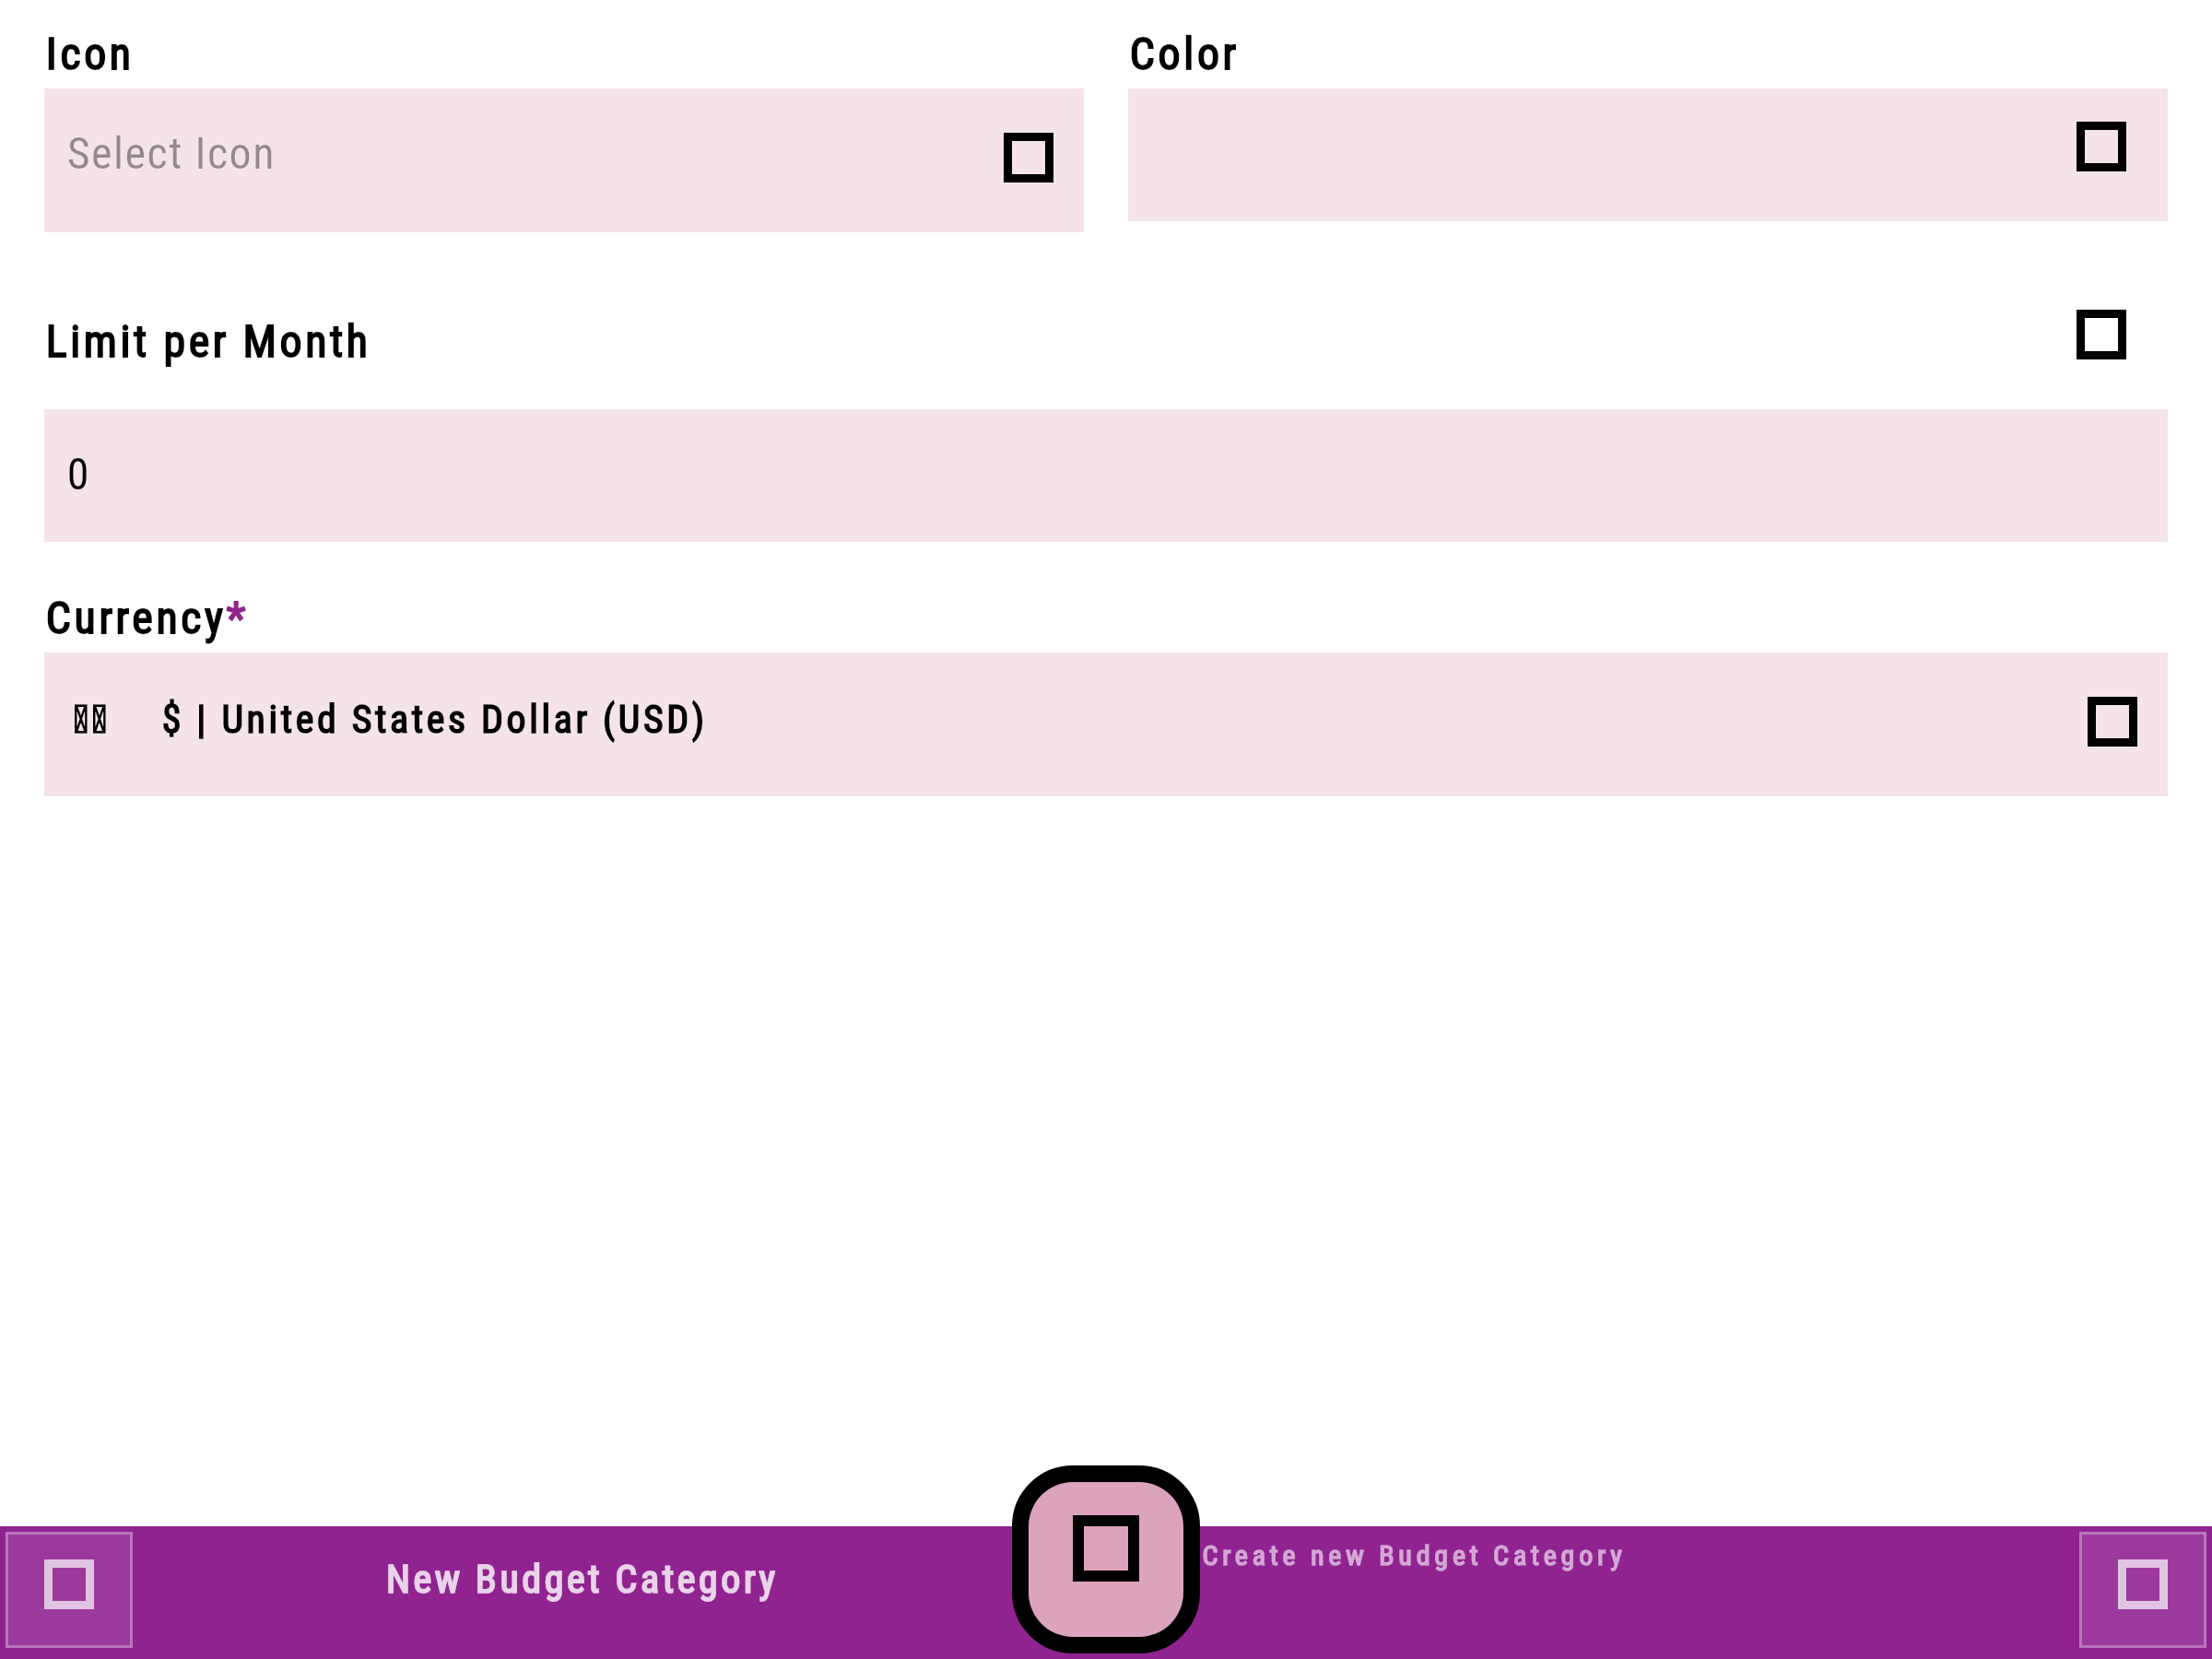 Icon
Color
Select Icon
Limit per Month
0
Currency*
$ | United States Dollar (USD)
New Budget Category
Create new Budget Category